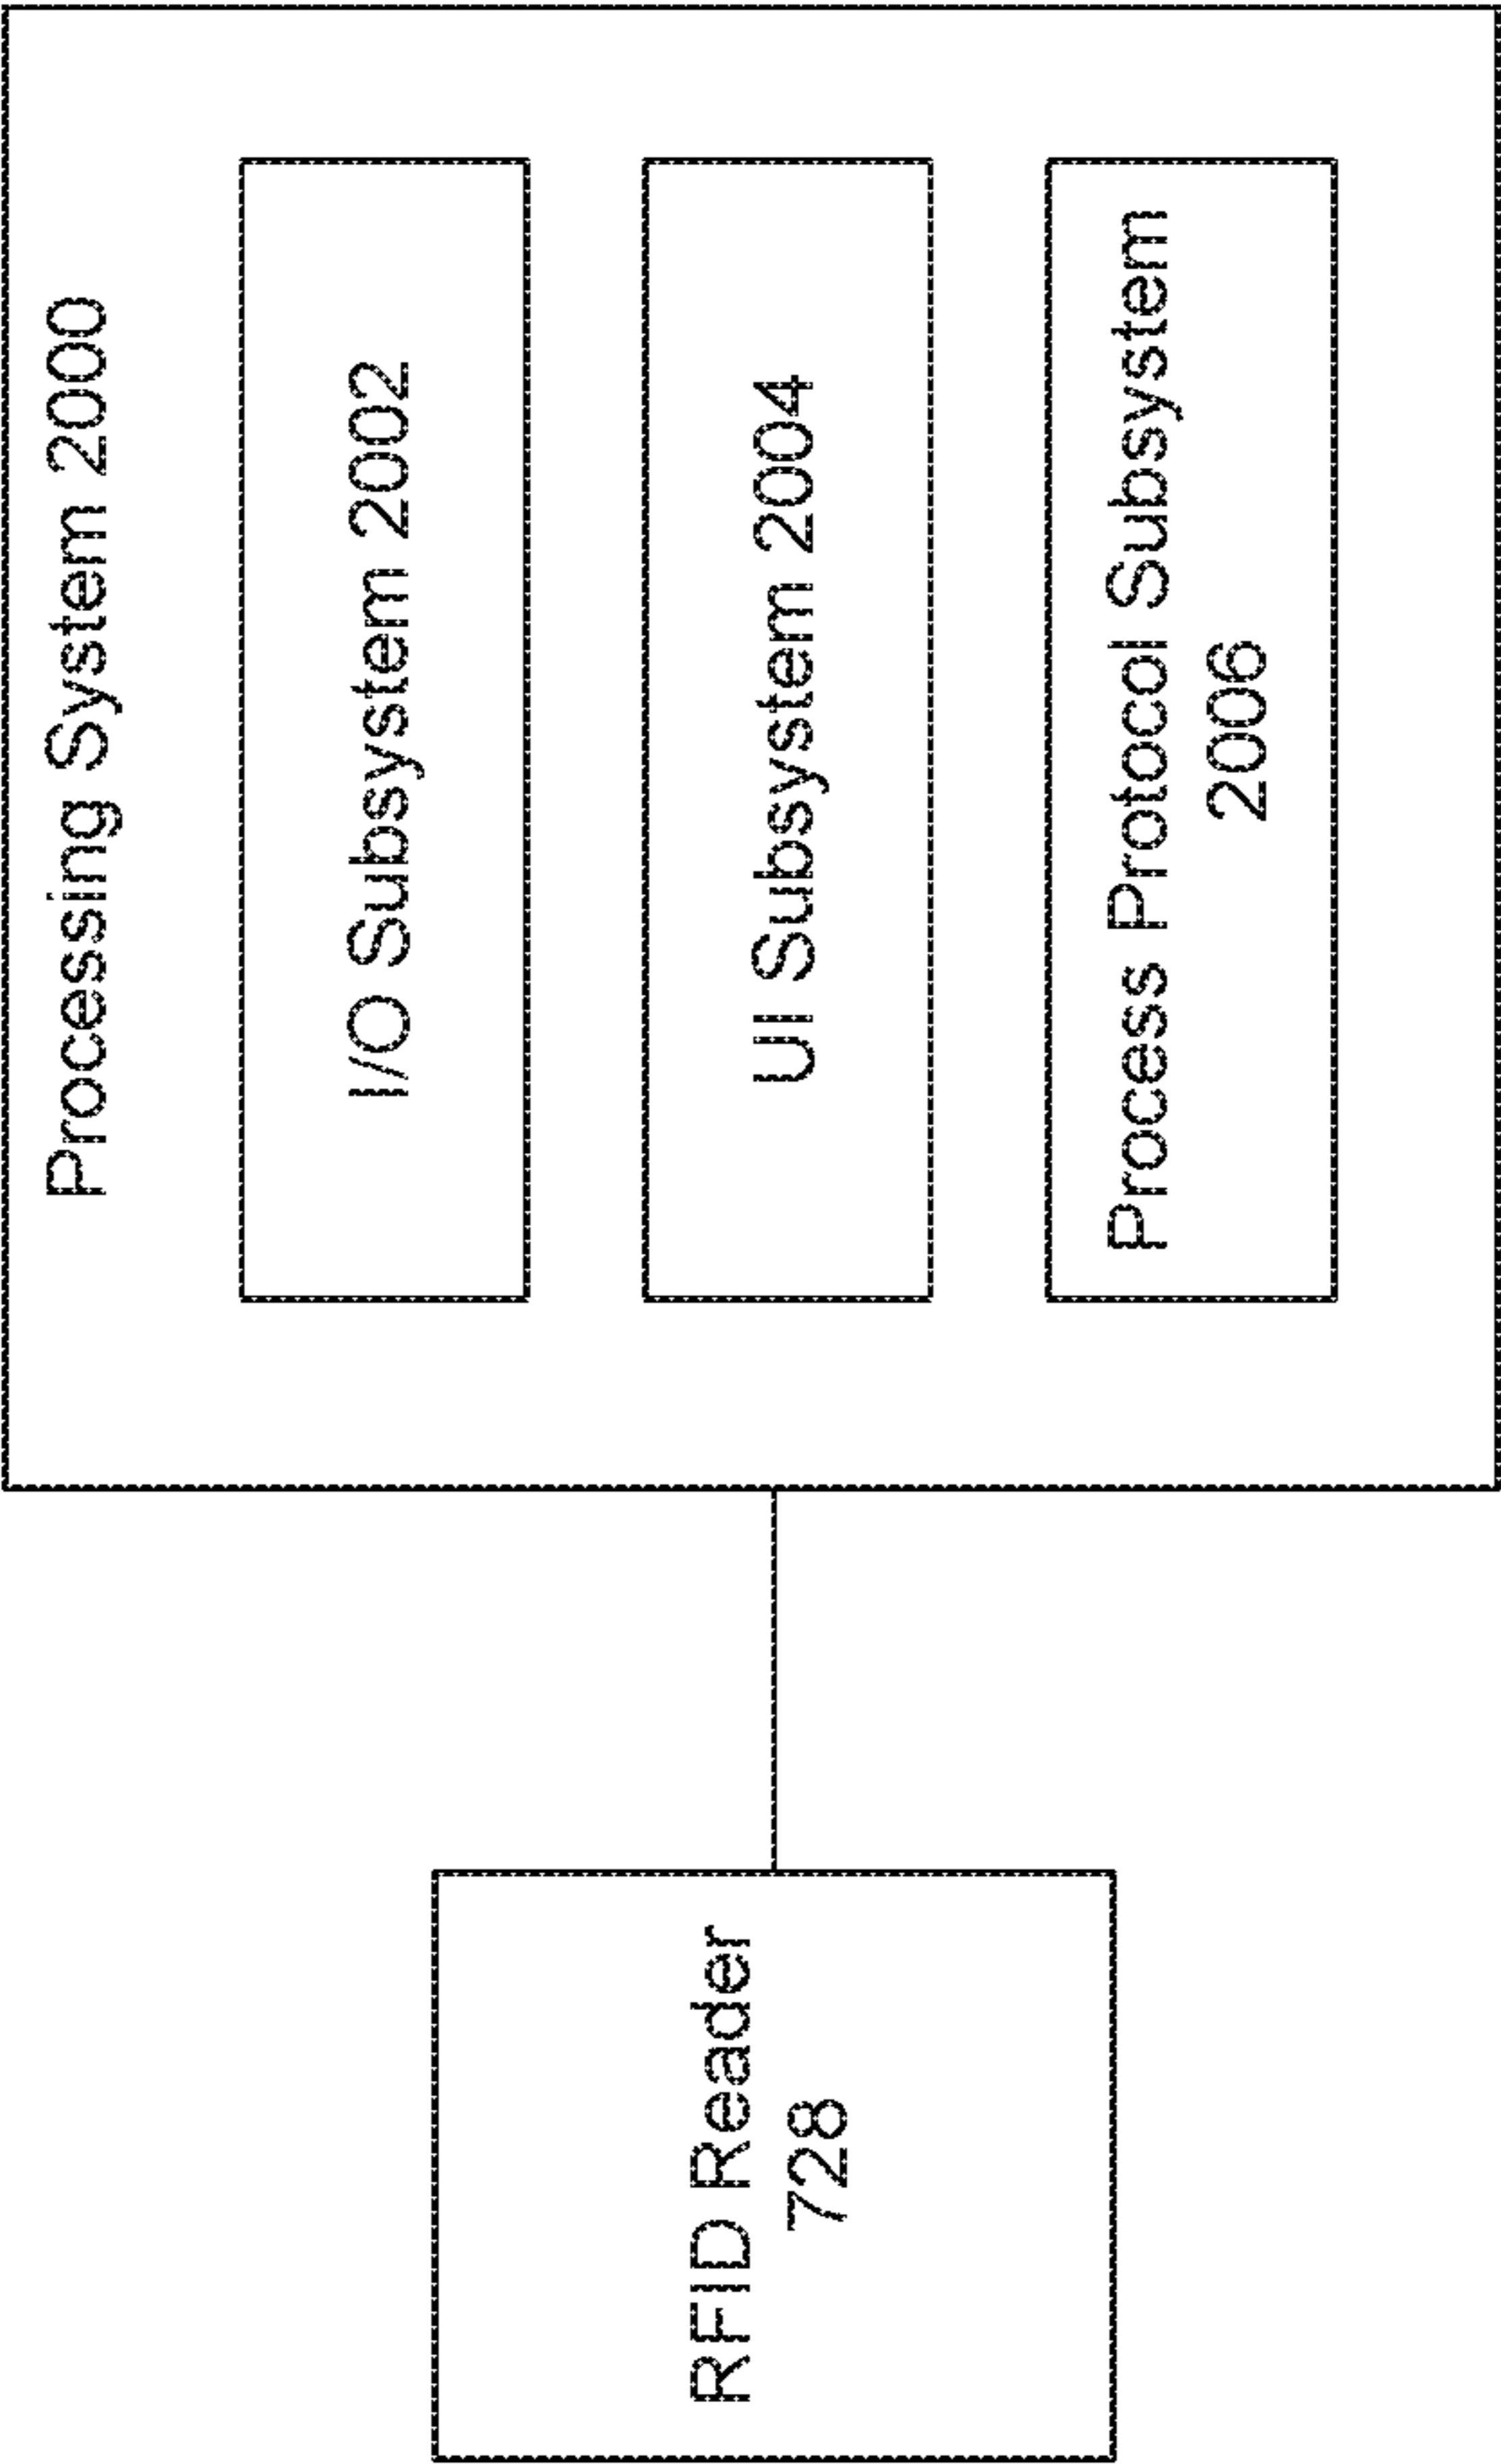 RFID Reader
728
Processing System 2000
I/O Subsystem 2002
UI Subsystem 2004
Process Protocol Subsystem
2006